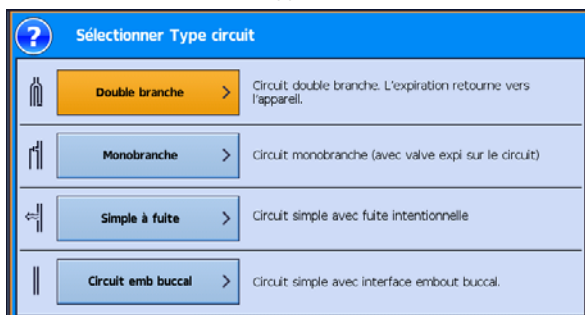 ?
Sélectionner Type circuit
Double branche >
Circuit double branche. L'expiration retourne vers
l'appareil.
Monobranche >
Circuit monobranche (avec valve expi sur le circuit)
Simple à fuite >
Circuit simple avec fuite intentionnelle
Circuit emb buccal >
Circuit simple avec interface embout buccal.